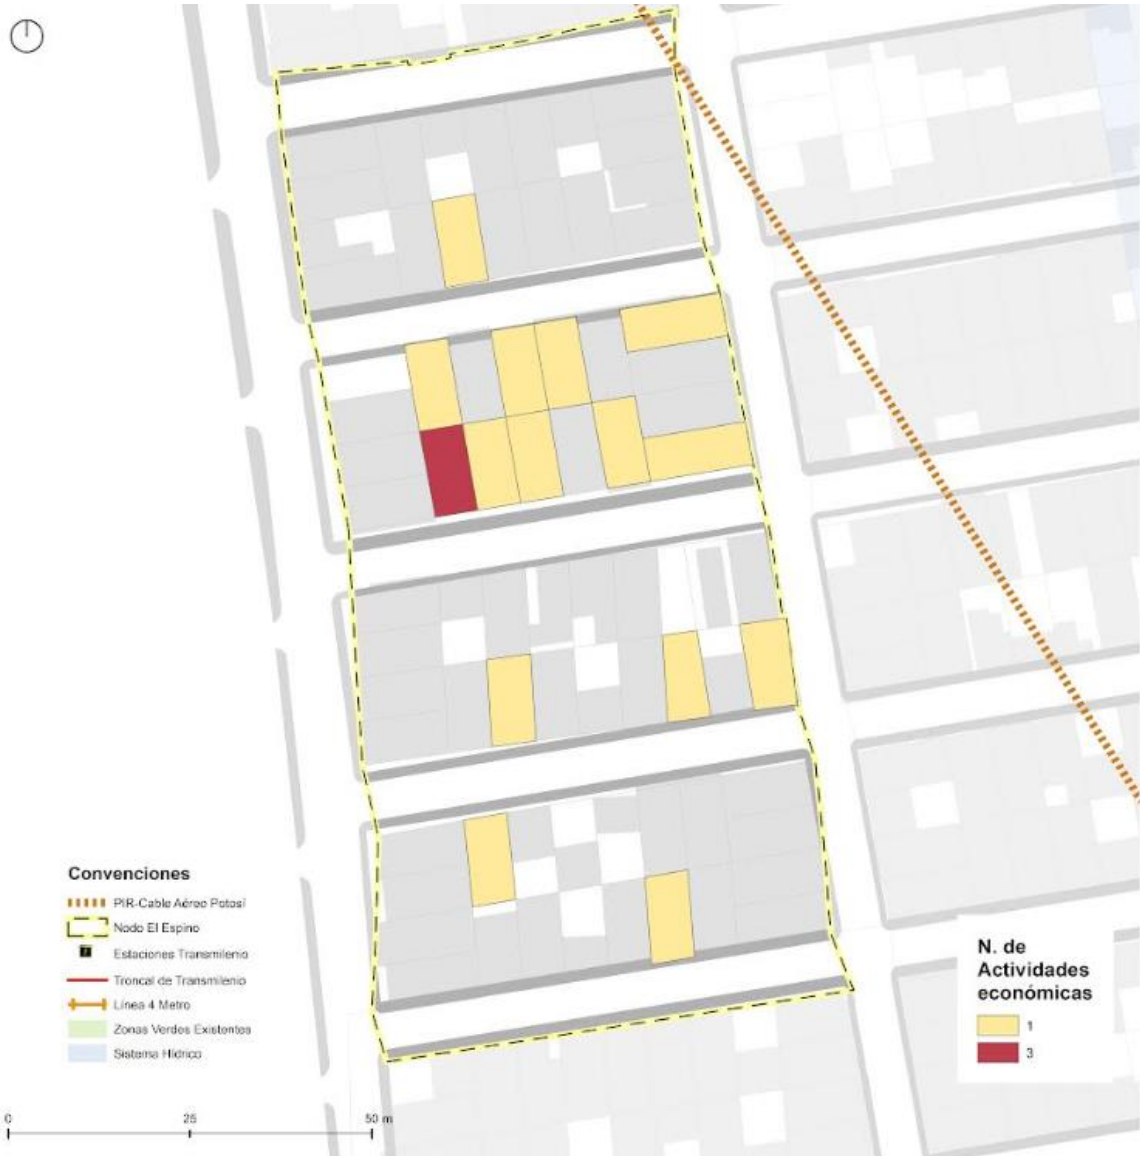 Convenciones
PIR-Cable Aéreo Potosí
Nodo El Espino
Estaciones Transmilenio
Troncal de Transmilenio
Línea 4 Metro
Zonas Verdes Existentes
Sistema Hídrico
0 25 50 m
N. de
Actividades
económicas
1
3